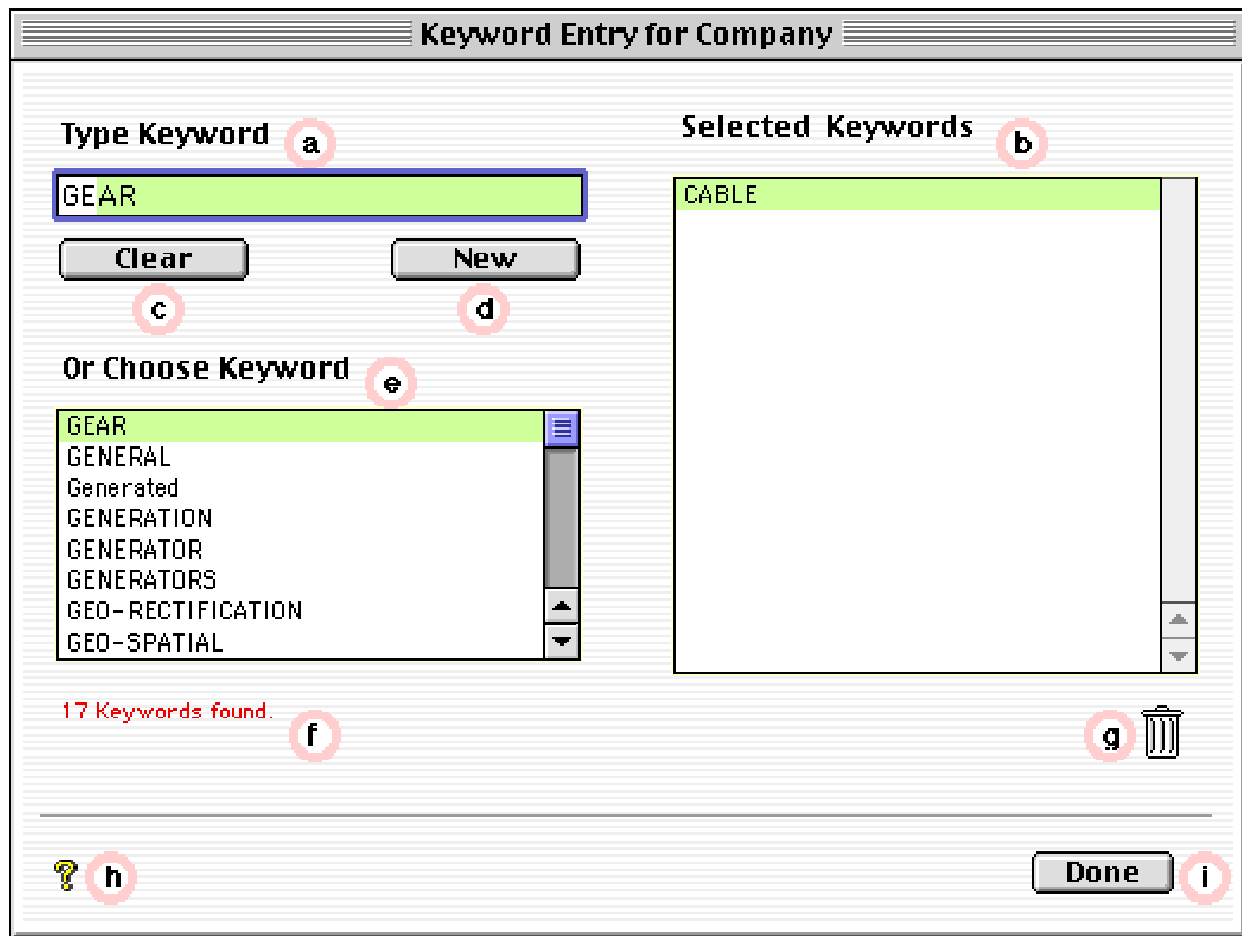 Keyword Entry for Company
Type Keyword a
GEAR
Clear New
c d
Or Choose Keyword e
GEAR
GENERAL
Generated
GENERATION
GENERATOR
GENERATORS
GEO-RECTIFICATION
GEO-SPATIAL
17 Keywords found.
f
Selected Keywords b
CABLE
g
? h
Done i